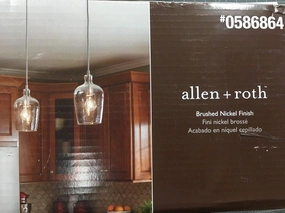 #0586864
allen + roth
Brushed Nickel Finish
Fini nickel brossé
Acabado en níquel cepillado